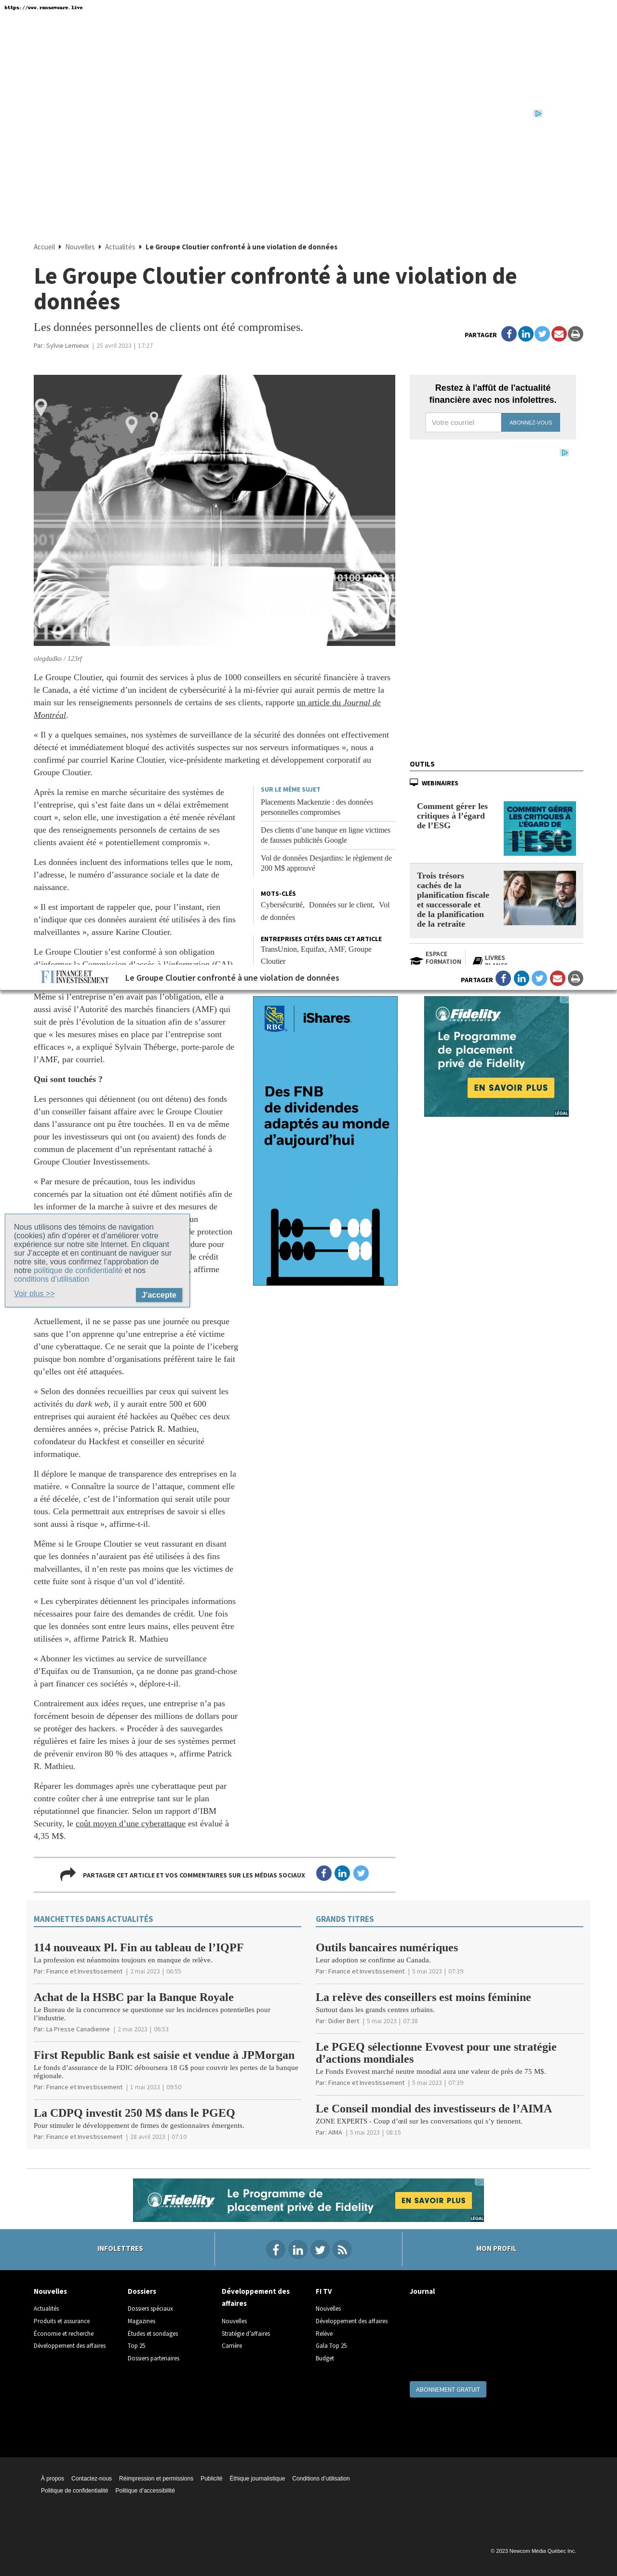 https://www.ransomware.live
Accueil ▸ Nouvelles ▸ Actualités ▸ Le Groupe Cloutier confronté à une violation de données
Le Groupe Cloutier confronté à une violation de
données
Les données personnelles de clients ont été compromises.
PARTAGER
Par: Sylvie Lemieux | 25 avril 2023 | 17:27
olegdudko / 123rf
Le Groupe Cloutier, qui fournit des services à plus de 1000 conseillers en sécurité financière à travers
le Canada, a été victime d’un incident de cybersécurité à la mi-février qui aurait permis de mettre la
main sur les renseignements personnels de certains de ses clients, rapporte un article du Journal de
Montréal.
« Il y a quelques semaines, nos systèmes de surveillance de la sécurité des données ont effectivement
détecté et immédiatement bloqué des activités suspectes sur nos serveurs informatiques », nous a
confirmé par courriel Karine Cloutier, vice-présidente marketing et développement corporatif au
Groupe Cloutier.
Après la remise en marche sécuritaire des systèmes de
l’entreprise, qui s’est faite dans un « délai extrêmement
court », selon elle, une investigation a été menée et a révélé
que des renseignements personnels de certains de ses
clients avaient été « potentiellement compromis ».
Les données incluent des informations telles que le nom,
l’adresse, le numéro d’assurance sociale et la date de
naissance.
« Il m’est important de rappeler que, pour l’instant, rien
n’indique que ces données auraient été utilisées à des fins
malveillantes », assure Karine Cloutier.
Le Groupe Cloutier s’est conformé à son obligation
d’informer la Commission d’accès à l’information (CAI)
SUR LE MÊME SUJET
Placements Mackenzie : des données
personnelles compromises
Des clients d’une banque en ligne victimes
de fausses publicités Google
Vol de données Desjardins: le règlement de
200 M$ approuvé
MOTS-CLÉS
Cybersécurité, Données sur le client, Vol
de données
ENTREPRISES CITÉES DANS CET ARTICLE
TransUnion, Equifax, AMF, Groupe
Cloutier
Restez à l'affût de l'actualité
financière avec nos infolettres.
Votre courriel
ABONNEZ-VOUS
OUTILS
WEBINAIRES
Comment gérer les
critiques à l’égard
de l’ESG
COMMENT GÉRER
LES CRITIQUES À
L'ÉGARD DE
l'ESG
Trois trésors
cachés de la
planification fiscale
et successorale et
de la planification
de la retraite
ESPACE
FORMATION
LIVRES
BLANCS
FI FINANCE ET
INVESTISSEMENT
Le Groupe Cloutier confronté à une violation de données
PARTAGER
Même si l’entreprise n’en avait pas l’obligation, elle a
aussi avisé l’Autorité des marchés financiers (AMF) qui
suit de près l’évolution de la situation afin de s’assurer
que « les mesures mises en place par l’entreprise sont
efficaces », a expliqué Sylvain Théberge, porte-parole de
l’AMF, par courriel.
Qui sont touchés ?
Les personnes qui détiennent (ou ont détenu) des fonds
d’un conseiller faisant affaire avec le Groupe Cloutier
dans l’assurance ont pu être touchées. Il en va de même
pour les investisseurs qui ont (ou avaient) des fonds de
commun de placement d’un représentant rattaché à
Groupe Cloutier Investissements.
« Par mesure de précaution, tous les individus
concernés par la situation ont été dûment notifiés afin de
les informer de la marche à suivre et des mesures de
un
e protection
dure pour
de crédit
, affirme
RBC iShares.
Des FNB
de dividendes
adaptés au monde
d’aujourd’hui
Fidelity
INVESTMENTS
Le Programme
de placement
privé de Fidelity
EN SAVOIR PLUS
LÉGAL
Nous utilisons des témoins de navigation
(cookies) afin d'opérer et d’améliorer votre
expérience sur notre site Internet. En cliquant
sur J’accepte et en continuant de naviguer sur
notre site, vous confirmez l'approbation de
notre politique de confidentialité et nos
conditions d'utilisation
Voir plus >>
J'accepte
Actuellement, il ne se passe pas une journée ou presque
sans que l’on apprenne qu’une entreprise a été victime
d’une cyberattaque. Ce ne serait que la pointe de l’iceberg
puisque bon nombre d’organisations préfèrent taire le fait
qu’elles ont été attaquées.
« Selon des données recueillies par ceux qui suivent les
activités du dark web, il y aurait entre 500 et 600
entreprises qui auraient été hackées au Québec ces deux
dernières années », précise Patrick R. Mathieu,
cofondateur du Hackfest et conseiller en sécurité
informatique.
Il déplore le manque de transparence des entreprises en la
matière. « Connaître la source de l’attaque, comment elle
a été décelée, c’est de l’information qui serait utile pour
tous. Cela permettrait aux entreprises de savoir si elles
sont aussi à risque », affirme-t-il.
Même si le Groupe Cloutier se veut rassurant en disant
que les données n’auraient pas été utilisées à des fins
malveillantes, il n’en reste pas moins que les victimes de
cette fuite sont à risque d’un vol d’identité.
« Les cyberpirates détiennent les principales informations
nécessaires pour faire des demandes de crédit. Une fois
que les données sont entre leurs mains, elles peuvent être
utilisées », affirme Patrick R. Mathieu
« Abonner les victimes au service de surveillance
d’Equifax ou de Transunion, ça ne donne pas grand-chose
à part financer ces sociétés », déplore-t-il.
Contrairement aux idées reçues, une entreprise n’a pas
forcément besoin de dépenser des millions de dollars pour
se protéger des hackers. « Procéder à des sauvegardes
régulières et faire les mises à jour de ses systèmes permet
de prévenir environ 80 % des attaques », affirme Patrick
R. Mathieu.
Réparer les dommages après une cyberattaque peut par
contre coûter cher à une entreprise tant sur le plan
réputationnel que financier. Selon un rapport d’IBM
Security, le coût moyen d’une cyberattaque est évalué à
4,35 M$.
PARTAGER CET ARTICLE ET VOS COMMENTAIRES SUR LES MÉDIAS SOCIAUX
MANCHETTES DANS ACTUALITÉS
114 nouveaux Pl. Fin au tableau de l’IQPF
La profession est néanmoins toujours en manque de relève.
Par: Finance et Investissement | 2 mai 2023 | 06:55
Achat de la HSBC par la Banque Royale
Le Bureau de la concurrence se questionne sur les incidences potentielles pour
l’industrie.
Par: La Presse Canadienne | 2 mai 2023 | 06:53
First Republic Bank est saisie et vendue à JPMorgan
Le fonds d’assurance de la FDIC déboursera 18 G$ pour couvrir les pertes de la banque
régionale.
Par: Finance et Investissement | 1 mai 2023 | 09:50
La CDPQ investit 250 M$ dans le PGEQ
Pour stimuler le développement de firmes de gestionnaires émergents.
Par: Finance et Investissement | 28 avril 2023 | 07:10
GRANDS TITRES
Outils bancaires numériques
Leur adoption se confirme au Canada.
Par: Finance et Investissement | 5 mai 2023 | 07:39
La relève des conseillers est moins féminine
Surtout dans les grands centres urbains.
Par: Didier Bert | 5 mai 2023 | 07:38
Le PGEQ sélectionne Evovest pour une stratégie
d’actions mondiales
Le Fonds Evovest marché neutre mondial aura une valeur de près de 75 M$.
Par: Finance et Investissement | 5 mai 2023 | 07:39
Le Conseil mondial des investisseurs de l’AIMA
ZONE EXPERTS - Coup d’œil sur les conversations qui s’y tiennent.
Par: AIMA | 5 mai 2023 | 08:15
Fidelity
INVESTMENTS
Le Programme de
placement privé de Fidelity
EN SAVOIR PLUS
LÉGAL
INFOLETTRES
MON PROFIL
Nouvelles
Actualités
Produits et assurance
Économie et recherche
Développement des affaires
Dossiers
Dossiers spéciaux
Magazines
Études et sondages
Top 25
Dossiers partenaires
Développement des
affaires
Nouvelles
Stratégie d’affaires
Carrière
FI TV
Nouvelles
Développement des affaires
Relève
Gala Top 25
Budget
Journal
ABONNEMENT GRATUIT
À propos Contactez-nous Réimpression et permissions Publicité Éthique journalistique Conditions d’utilisation
Politique de confidentialité Politique d’accessibilité
© 2023 Newcom Média Québec Inc.